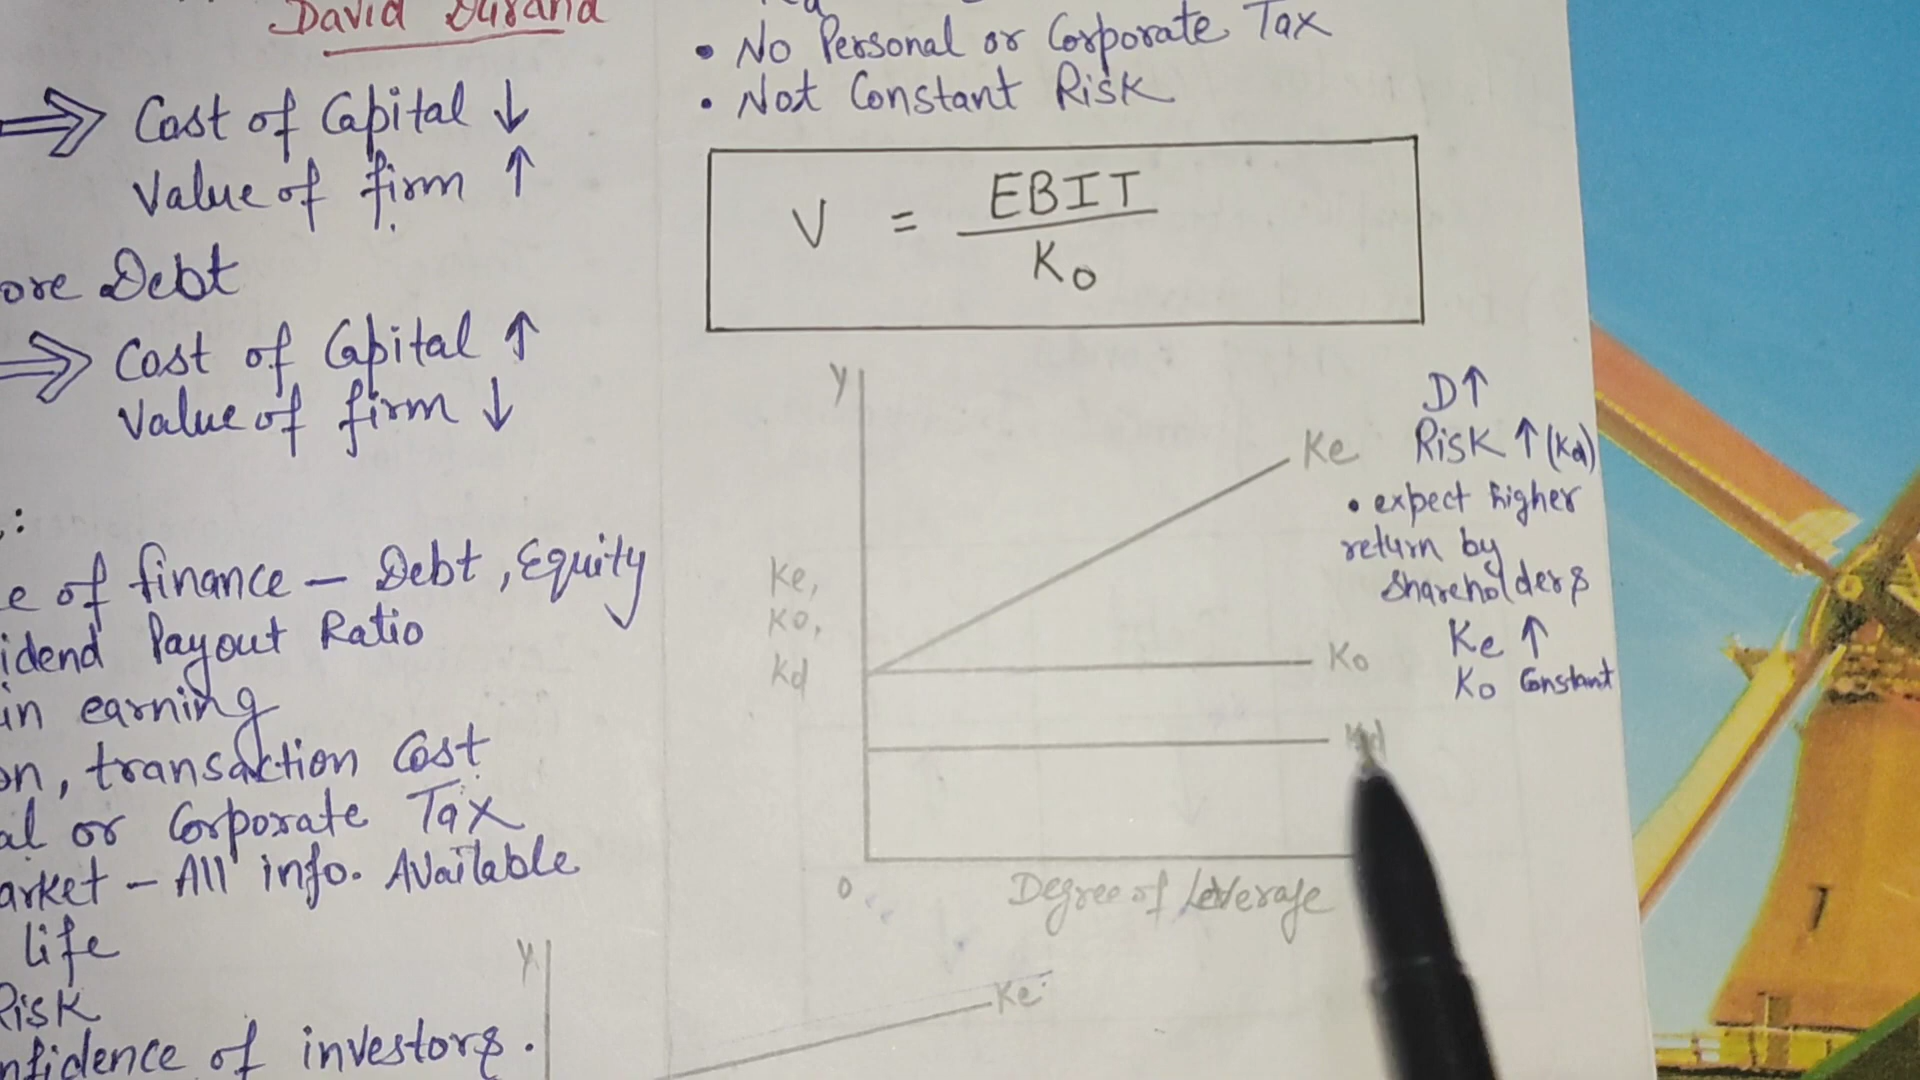 David Durand
Cost of Capital ↓
Value of firm ↑
ore Debt
Cost of Capital ↑
Value of firm ↓
:
e of finance – Debt, Equity
idend Payout Ratio
in earning
on, transaction Cost
al or Corporate Tax
arket – All info. Available
life
Risk
nfidence of investors.
y
Ke
• No Personal or Corporate Tax
• Not Constant Risk
V = EBIT / Ko
y
Ke
Ke,
Ko,
Kd
Ko
Kd
0
Degree of Leverage
D↑
Risk ↑ (Kd)
• expect higher
return by
shareholders
Ke ↑
Ko Constant